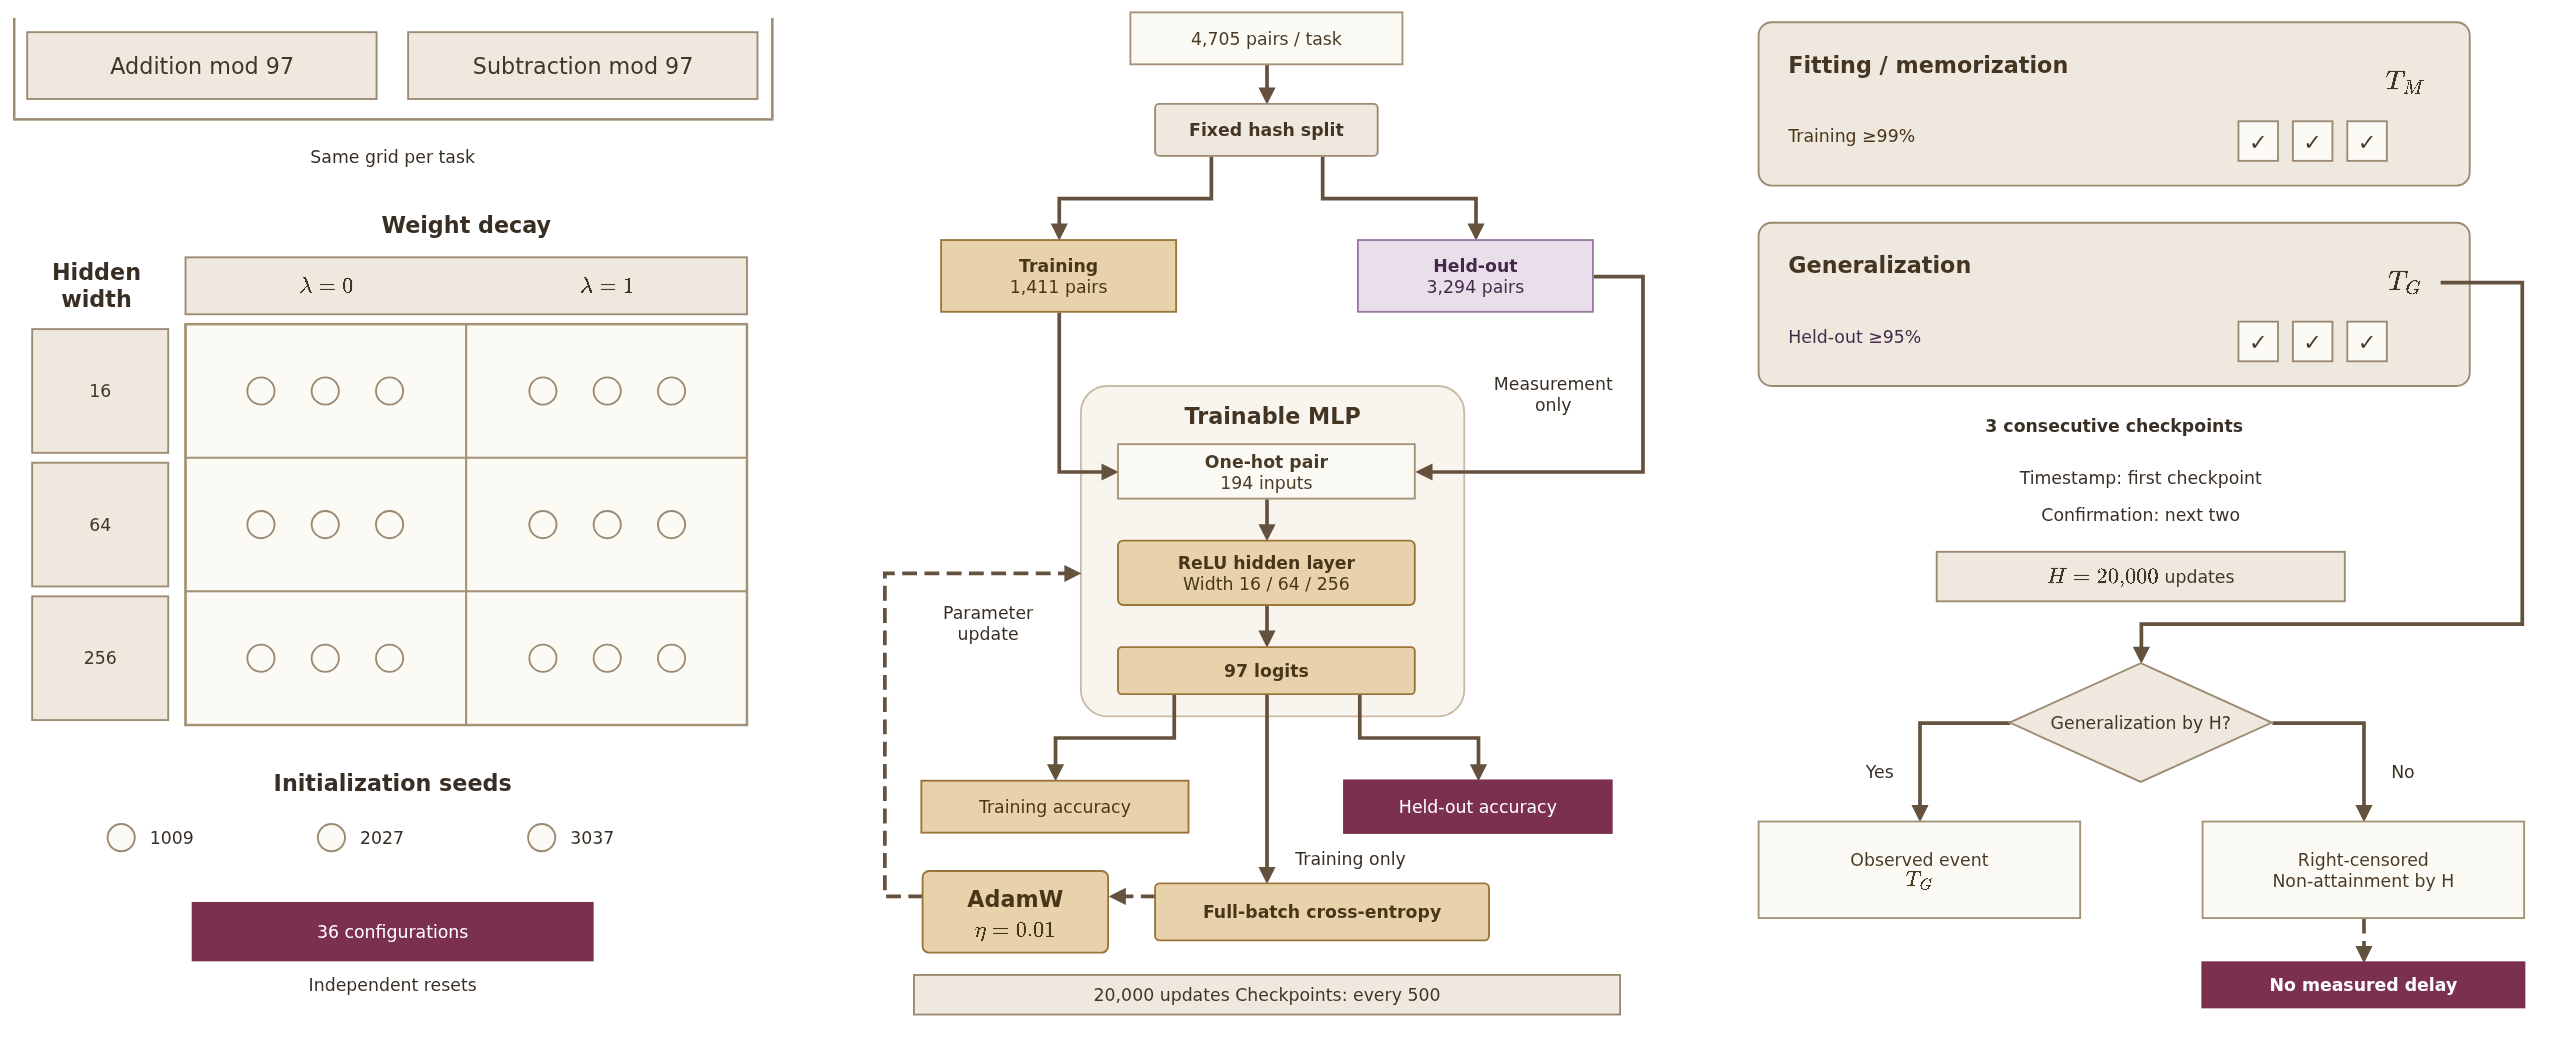 Addition mod 97
Subtraction mod 97
Same grid per task
Weight decay
Hidden
width
λ = 0
λ = 1
16
64
256
Initialization seeds
1009
2027
3037
36 configurations
Independent resets
4,705 pairs / task
Fixed hash split
Training
1,411 pairs
Held-out
3,294 pairs
Measurement
only
Trainable MLP
One-hot pair
194 inputs
ReLU hidden layer
Width 16 / 64 / 256
Parameter
update
97 logits
Training accuracy
Held-out accuracy
Training only
AdamW
η = 0.01
Full-batch cross-entropy
20,000 updates Checkpoints: every 500
Fitting / memorization
T_M
Training ≥99%
✓ ✓ ✓
Generalization
T_G
Held-out ≥95%
✓ ✓ ✓
3 consecutive checkpoints
Timestamp: first checkpoint
Confirmation: next two
H = 20,000 updates
Generalization by H?
Yes
No
Observed event
T_G
Right-censored
Non-attainment by H
No measured delay